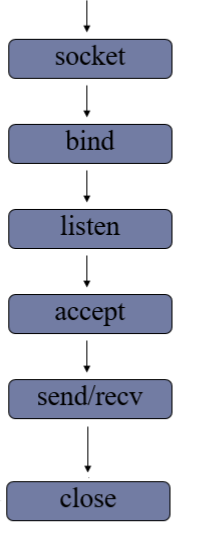 socket
bind
listen
accept
send/recv
close